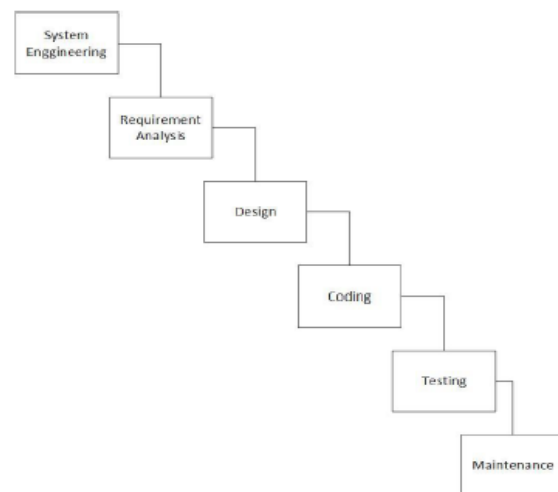 System
Enggineering
Requirement
Analysis
Design
Coding
Testing
Maintenance